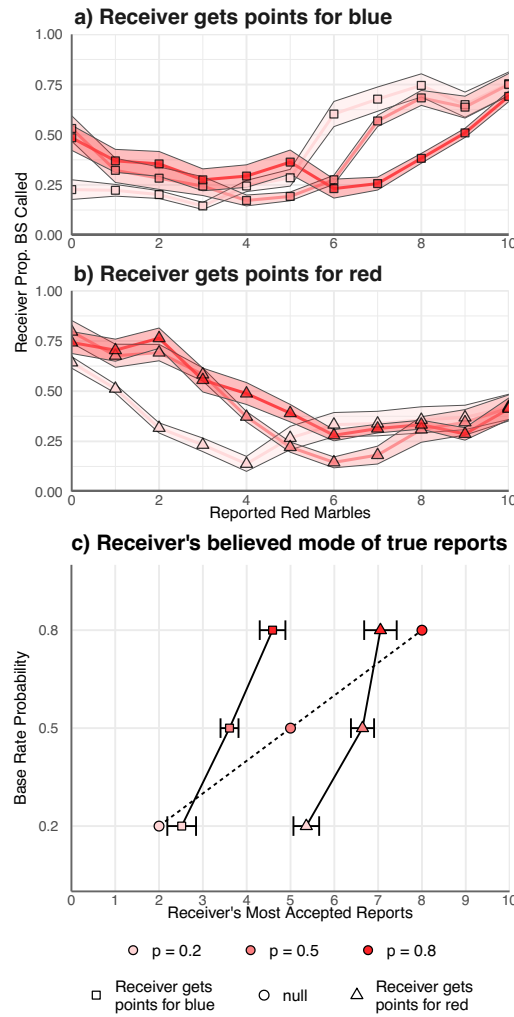 a) Receiver gets points for blue
Receiver Prop. BS Called
1.00
0.75
0.50
0.25
0.00
0 2 4 6 8 10
b) Receiver gets points for red
1.00
0.75
0.50
0.25
0.00
0 2 4 6 8 10
Reported Red Marbles
c) Receiver's believed mode of true reports
Base Rate Probability
0.8
0.5
0.2
0 1 2 3 4 5 6 7 8 9 10
Receiver's Most Accepted Reports
p = 0.2 p = 0.5 p = 0.8
Receiver gets points for blue
null
Receiver gets points for red